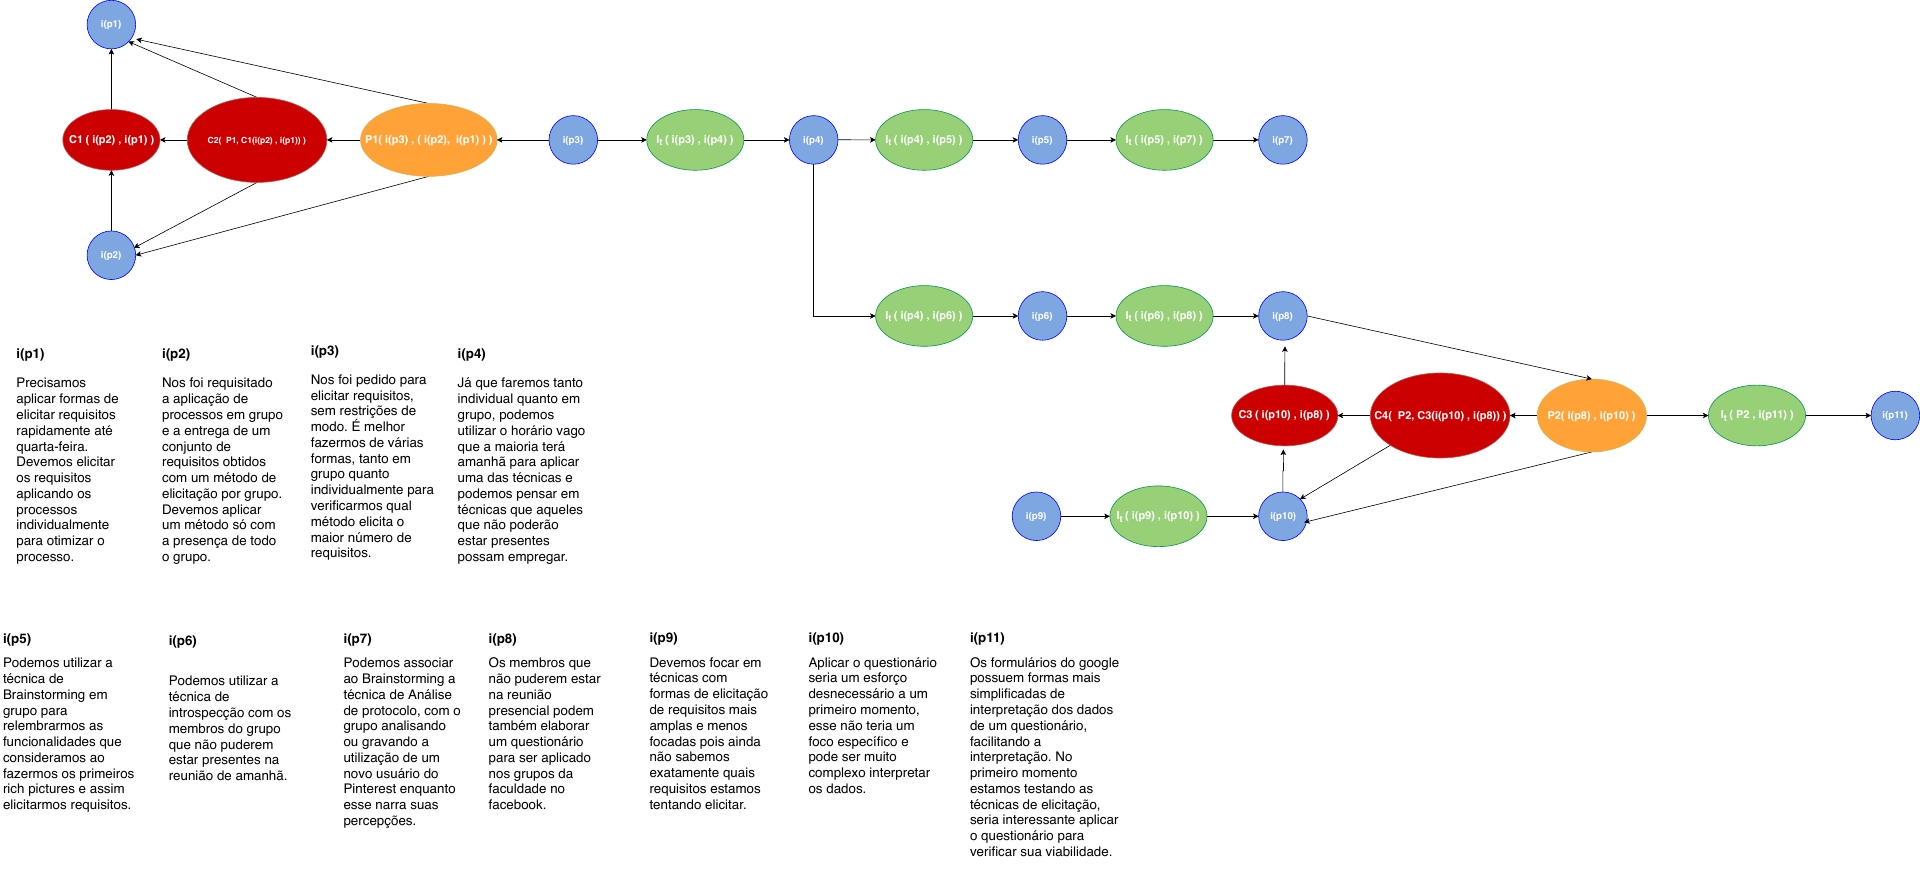 i(p1)
C1 ( i(p2) , i(p1) )
C2( P1, C1(i(p2) , i(p1)) )
P1( i(p3) , ( i(p2), i(p1) ) )
i(p3)
It ( i(p3) , i(p4) )
i(p4)
It ( i(p4) , i(p5) )
i(p5)
It ( i(p5) , i(p7) )
i(p7)
i(p2)
It ( i(p4) , i(p6) )
i(p6)
It ( i(p6) , i(p8) )
i(p8)
C3 ( i(p10) , i(p8) )
C4( P2, C3(i(p10) , i(p8)) )
P2( i(p8) , i(p10) )
It ( P2 , i(p11) )
i(p11)
i(p9)
It ( i(p9) , i(p10) )
i(p10)
i(p1)
Precisamos
aplicar formas de
elicitar requisitos
rapidamente até
quarta-feira.
Devemos elicitar
os requisitos
aplicando os
processos
individualmente
para otimizar o
processo.
i(p2)
Nos foi requisitado
a aplicação de
processos em grupo
e a entrega de um
conjunto de
requisitos obtidos
com um método de
elicitação por grupo.
Devemos aplicar
um método só com
a presença de todo
o grupo.
i(p3)
Nos foi pedido para
elicitar requisitos,
sem restrições de
modo. É melhor
fazermos de várias
formas, tanto em
grupo quanto
individualmente para
verificarmos qual
método elicita o
maior número de
requisitos.
i(p4)
Já que faremos tanto
individual quanto em
grupo, podemos
utilizar o horário vago
que a maioria terá
amanhã para aplicar
uma das técnicas e
podemos pensar em
técnicas que aqueles
que não poderão
estar presentes
possam empregar.
i(p5)
Podemos utilizar a
técnica de
Brainstorming em
grupo para
relembrarmos as
funcionalidades que
consideramos ao
fazermos os primeiros
rich pictures e assim
elicitarmos requisitos.
i(p6)
Podemos utilizar a
técnica de
introspecção com os
membros do grupo
que não puderem
estar presentes na
reunião de amanhã.
i(p7)
Podemos associar
ao Brainstorming a
técnica de Análise
de protocolo, com o
grupo analisando
ou gravando a
utilização de um
novo usuário do
Pinterest enquanto
esse narra suas
percepções.
i(p8)
Os membros que
não puderem estar
na reunião
presencial podem
também elaborar
um questionário
para ser aplicado
nos grupos da
faculdade no
facebook.
i(p9)
Devemos focar em
técnicas com
formas de elicitação
de requisitos mais
amplas e menos
focadas pois ainda
não sabemos
exatamente quais
requisitos estamos
tentando elicitar.
i(p10)
Aplicar o questionário
seria um esforço
desnecessário a um
primeiro momento,
esse não teria um
foco específico e
pode ser muito
complexo interpretar
os dados.
i(p11)
Os formulários do google
possuem formas mais
simplificadas de
interpretação dos dados
de um questionário,
facilitando a
interpretação. No
primeiro momento
estamos testando as
técnicas de elicitação,
seria interessante aplicar
o questionário para
verificar sua viabilidade.